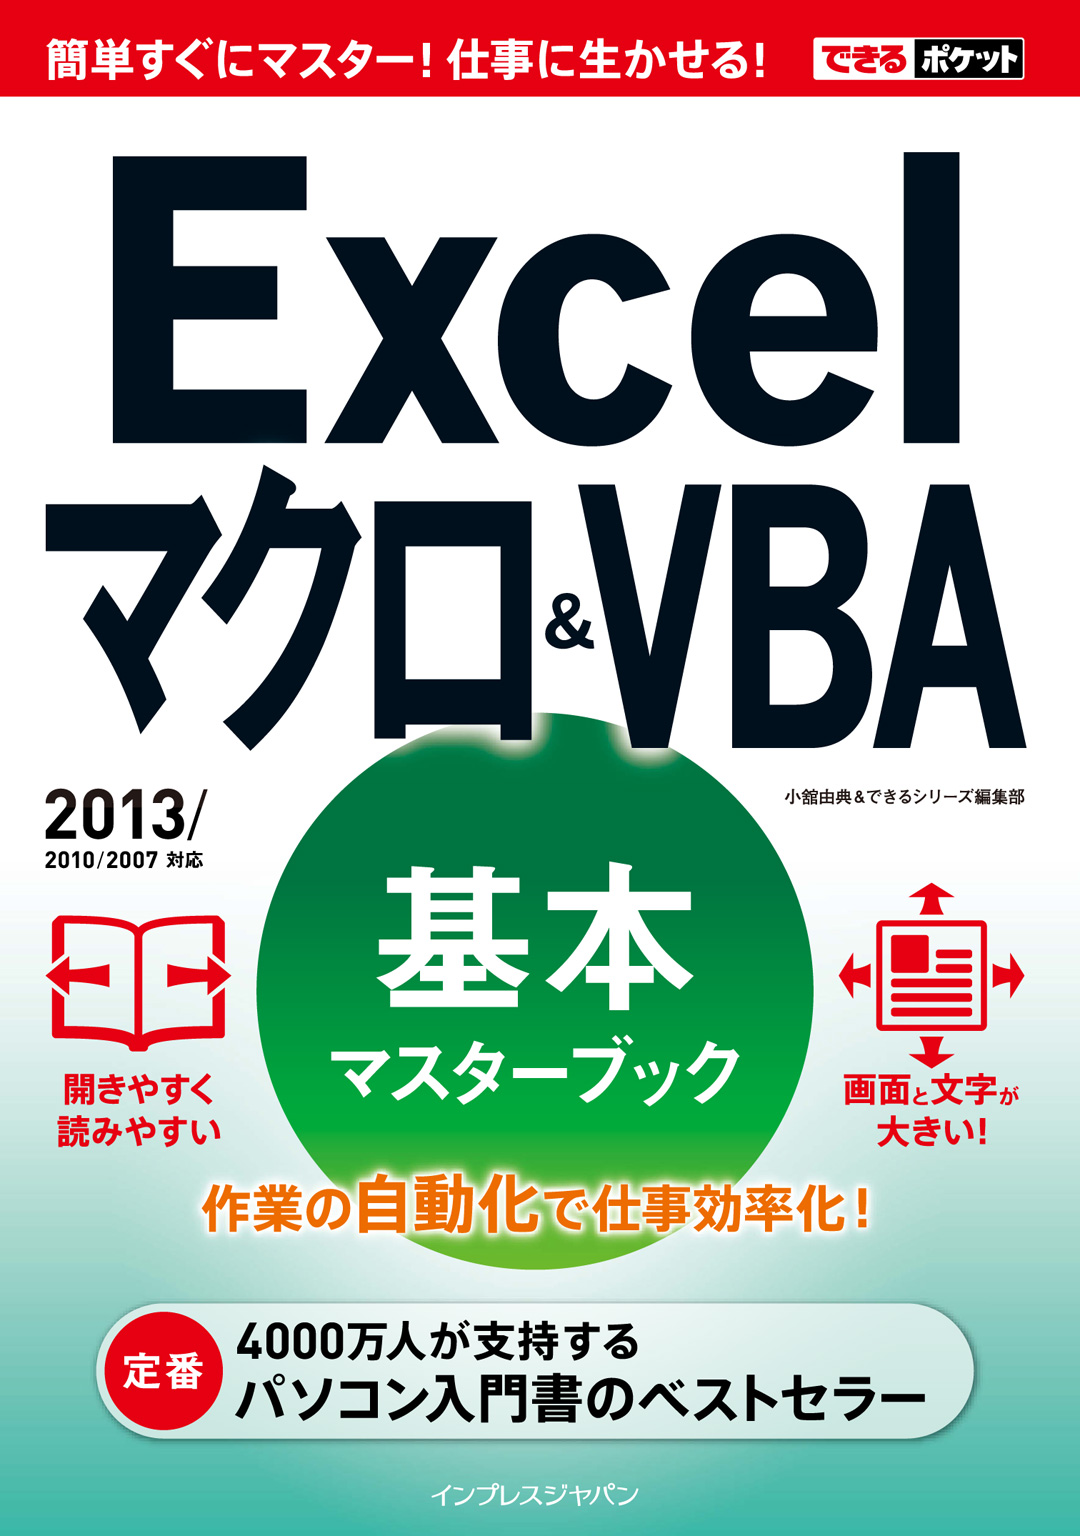 簡単すぐにマスター！仕事に生かせる！
できるポケット
Excel
マクロ&VBA
2013/
2010/2007 対応
小舘由典&できるシリーズ編集部
基本
マスターブック
開きやすく
読みやすい
画面と文字が
大きい！
作業の自動化で仕事効率化！
定番
4000万人が支持する
パソコン入門書のベストセラー
インプレスジャパン